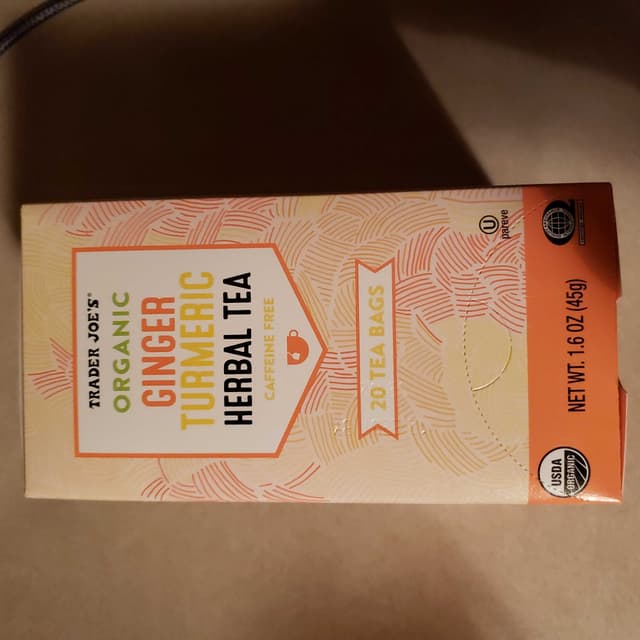 TRADER JOE'S®
ORGANIC
GINGER
TURMERIC
HERBAL TEA
CAFFEINE FREE
20 TEA BAGS
U
pareve
NET WT. 1.6 OZ (45g)
USDA
ORGANIC